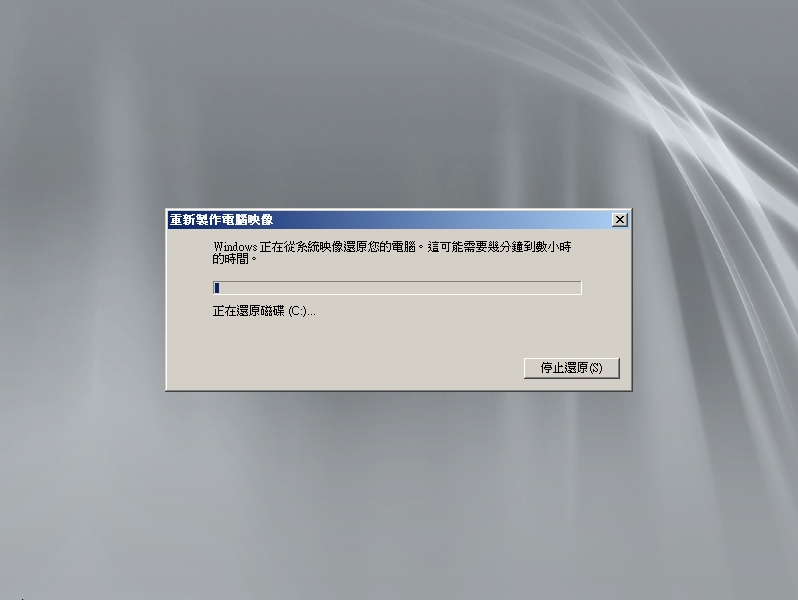 重新製作電腦映像
Windows 正在從系統映像還原您的電腦。這可能需要幾分鐘到數小時
的時間。
正在還原磁碟 (C:)...
停止還原(S)